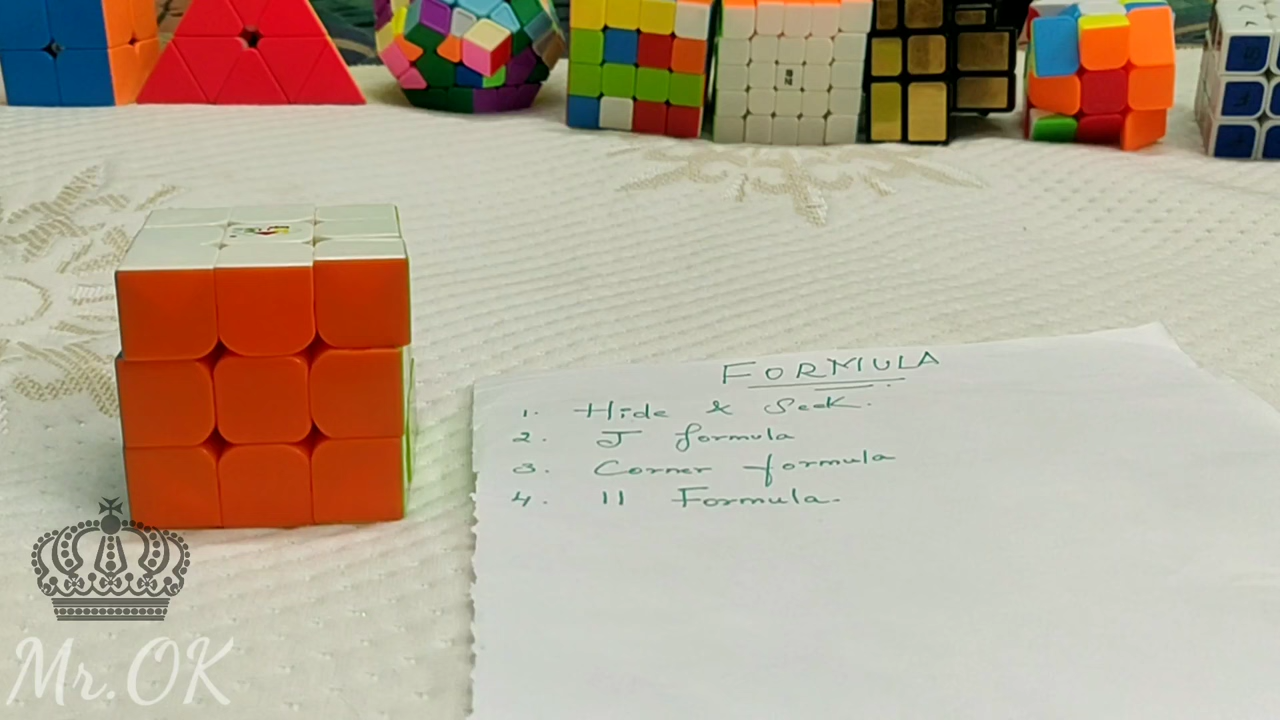 FORMULA
1. Hide & Seek.
2. J formula
3. Corner formula
4. 11 Formula.
Mr.OK